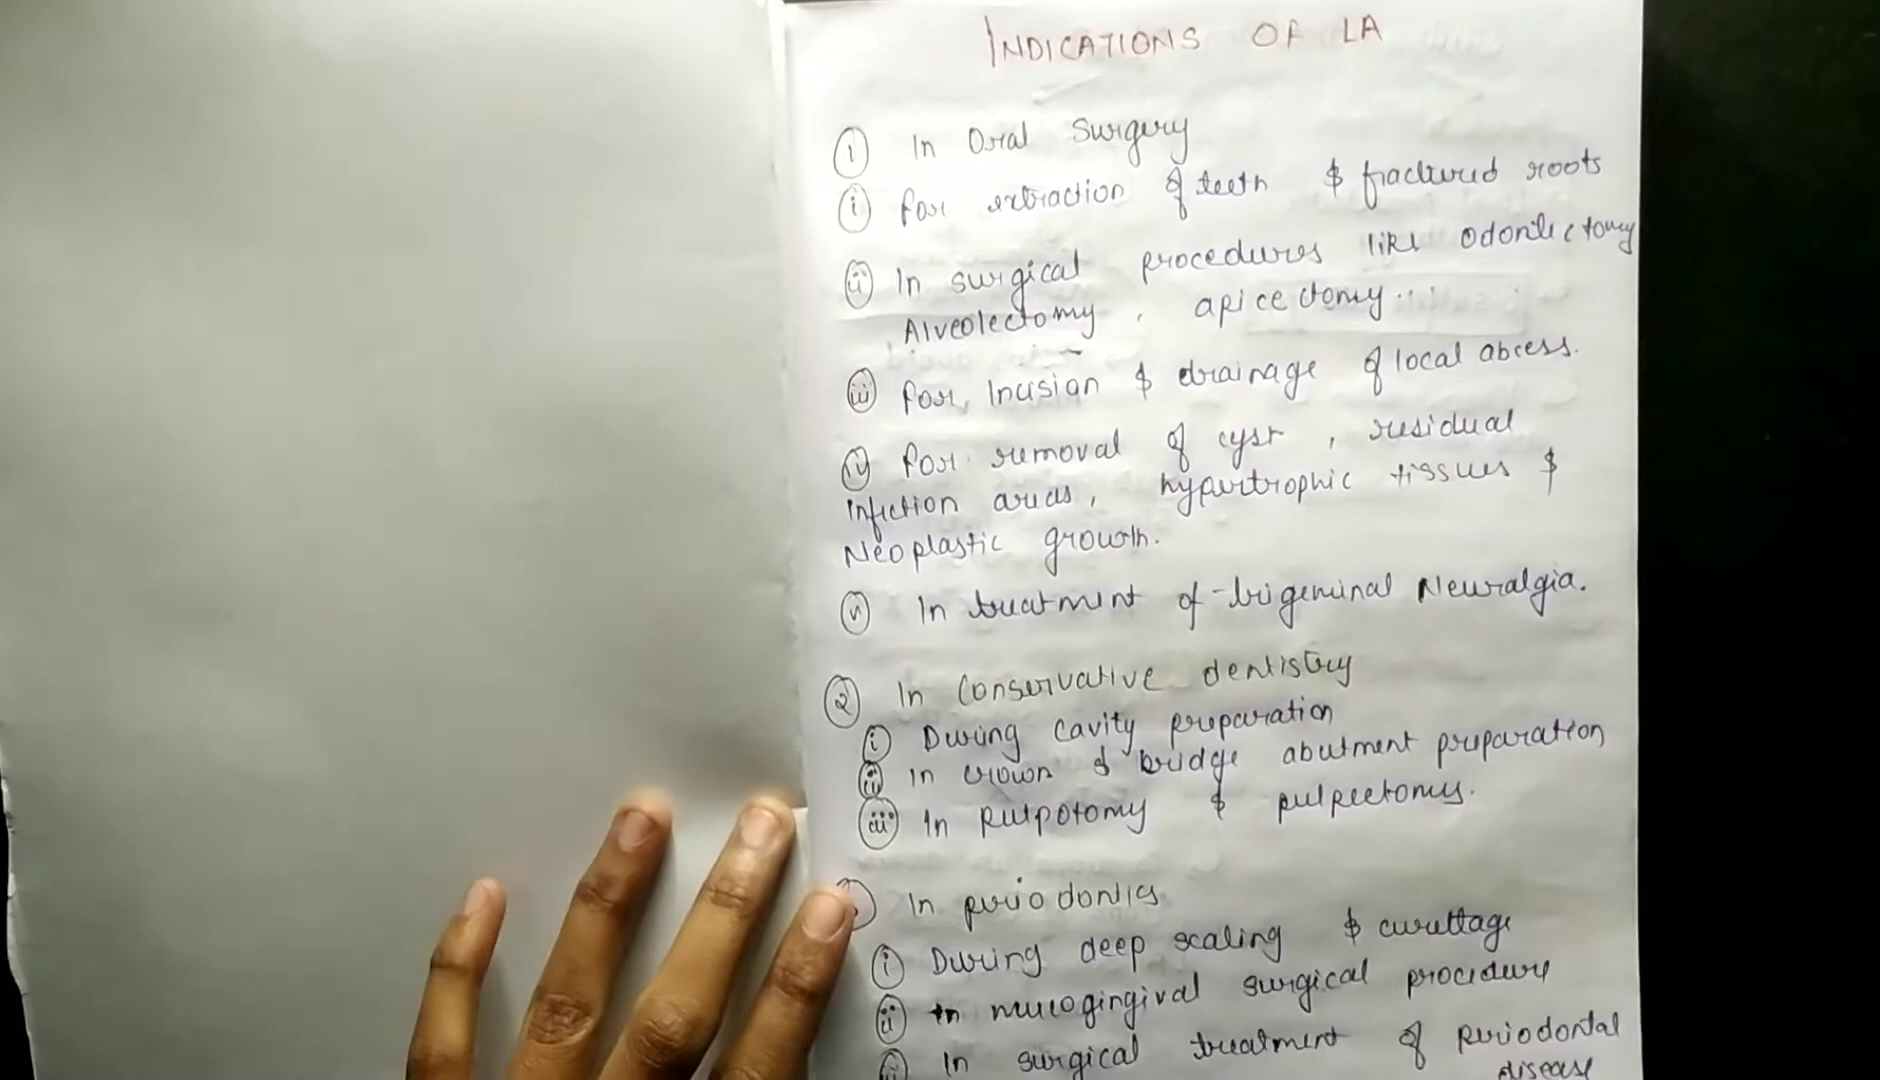 INDICATIONS OF LA
① In Oral Surgery
ⓘ for extraction of teeth & fractured roots
ⓘⓘ In surgical procedures like odontectomy
, Alveolectomy , apicectomy..
ⓘⓘⓘ for, Incision & drainage of local abcess.
ⓘⓥ for removal of cyst , residual
infection areas, hypertrophic tissues &
Neoplastic growth.
ⓥ In treatment of trigeminal Neuralgia.
② In Conservative dentistry
ⓘ During cavity preparation
ⓘⓘ In crown & bridge abutment preparation
ⓘⓘⓘ In Pulpotomy & pulpectomy.
In periodontics
ⓘ During deep scaling & curettage
ⓘⓘ In mucogingival surgical procedure
In surgical treatment of Periodontal
disease